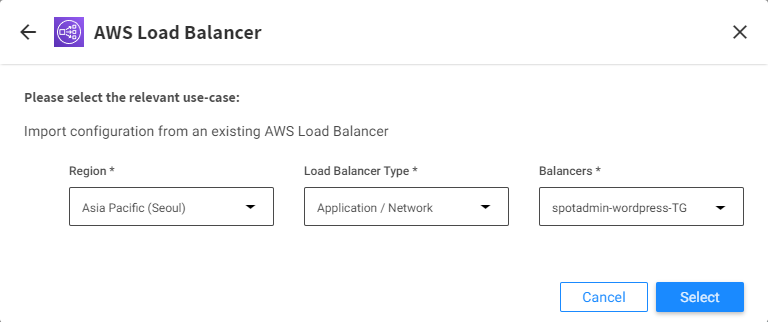 AWS Load Balancer
Please select the relevant use-case:
Import configuration from an existing AWS Load Balancer
Region * Load Balancer Type * Balancers *
Asia Pacific (Seoul) Application / Network spotadmin-wordpress-TG
Cancel Select